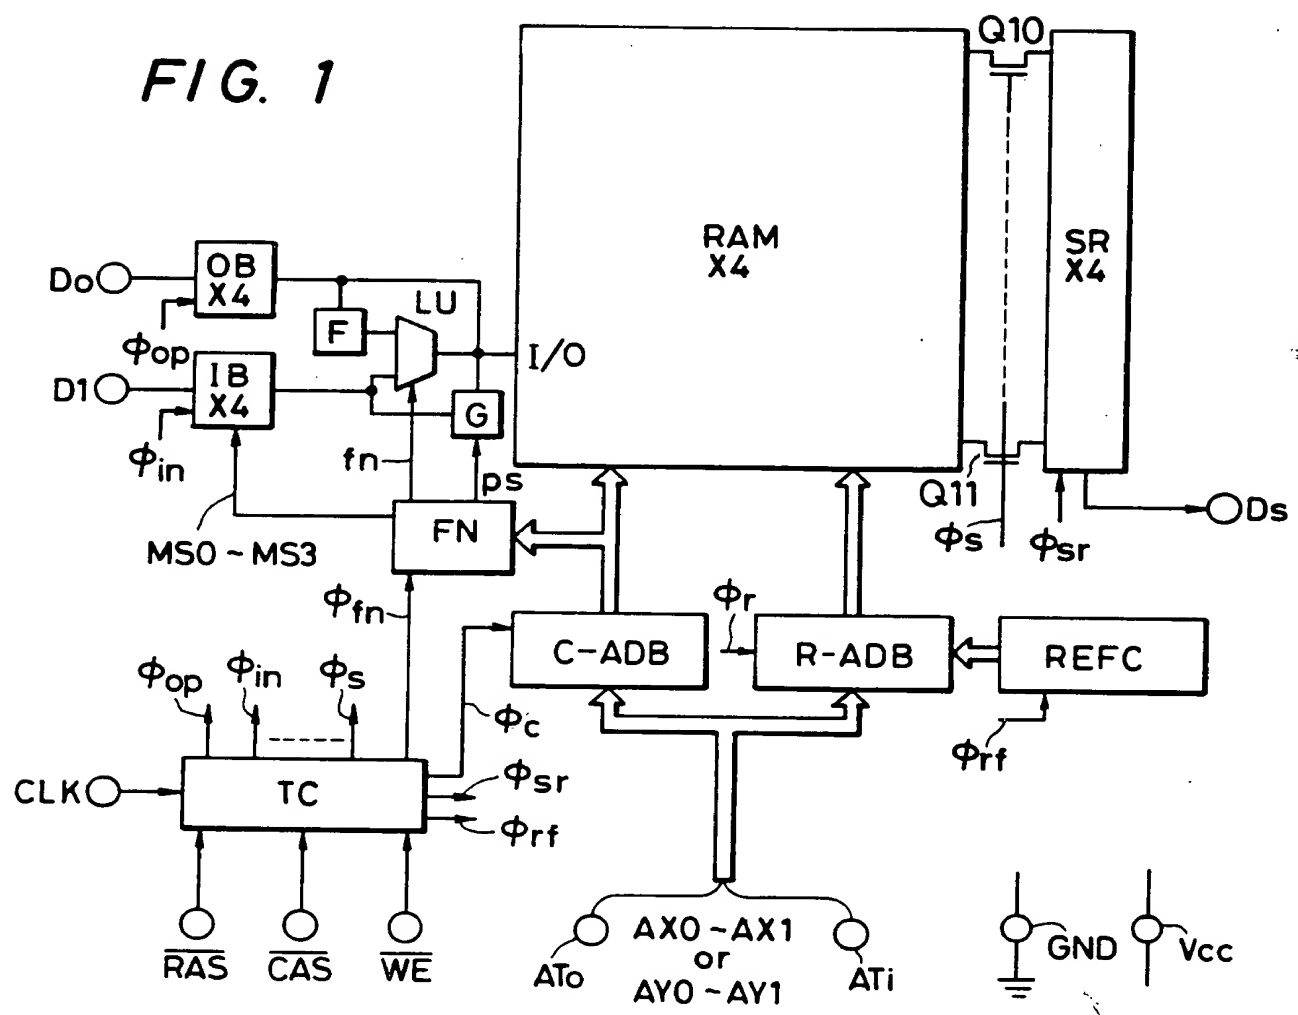 FIG. 1
Q10
RAM
X4
SR
X4
Do
OB
X4
ϕop
F
LU
I/O
D1
IB
X4
ϕin
G
fn
ps
Q11
ϕs
ϕsr
Ds
MS0~MS3
FN
ϕfn
ϕr
C-ADB
R-ADB
REFC
ϕop
ϕin
ϕs
ϕc
ϕrf
CLK
TC
ϕsr
ϕrf
RAS
CAS
WE
ATo
AX0~AX1
or
AY0~AY1
ATi
GND
Vcc